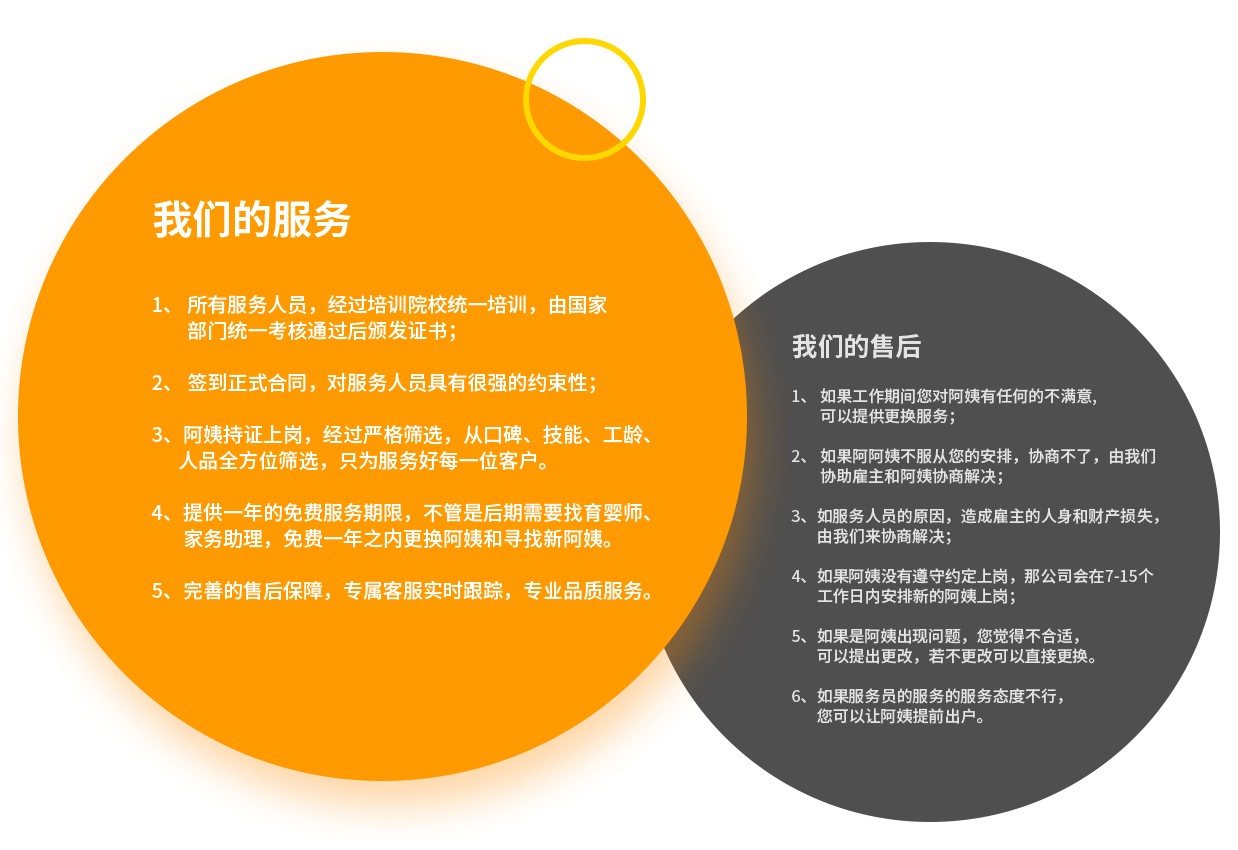 我们的服务
1、 所有服务人员，经过培训院校统一培训，由国家
部门统一考核通过后颁发证书；
2、 签到正式合同，对服务人员具有很强的约束性；
3、阿姨持证上岗，经过严格筛选，从口碑、技能、工龄、
人品全方位筛选，只为服务好每一位客户。
4、提供一年的免费服务期限，不管是后期需要找育婴师、
家务助理，免费一年之内更换阿姨和寻找新阿姨。
5、完善的售后保障，专属客服实时跟踪，专业品质服务。
我们的售后
1、 如果工作期间您对阿姨有任何的不满意,
可以提供更换服务；
2、 如果阿阿姨不服从您的安排，协商不了，由我们
协助雇主和阿姨协商解决；
3、如服务人员的原因，造成雇主的人身和财产损失，
由我们来协商解决；
4、如果阿姨没有遵守约定上岗，那公司会在7-15个
工作日内安排新的阿姨上岗；
5、如果是阿姨出现问题，您觉得不合适，
可以提出更改，若不更改可以直接更换。
6、如果服务员的服务的服务态度不行，
您可以让阿姨提前出户。